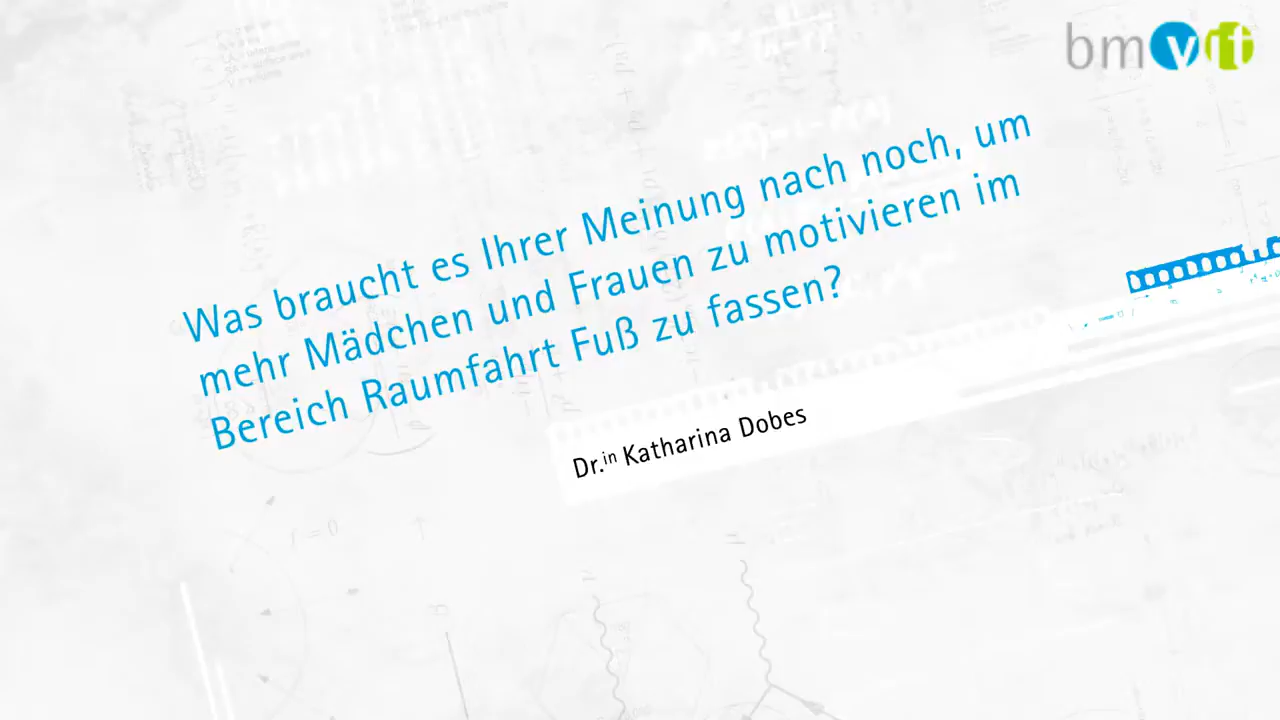 bmvit
Was braucht es Ihrer Meinung nach noch, um
mehr Mädchen und Frauen zu motivieren im
Bereich Raumfahrt Fuß zu fassen?
Dr.in Katharina Dobes